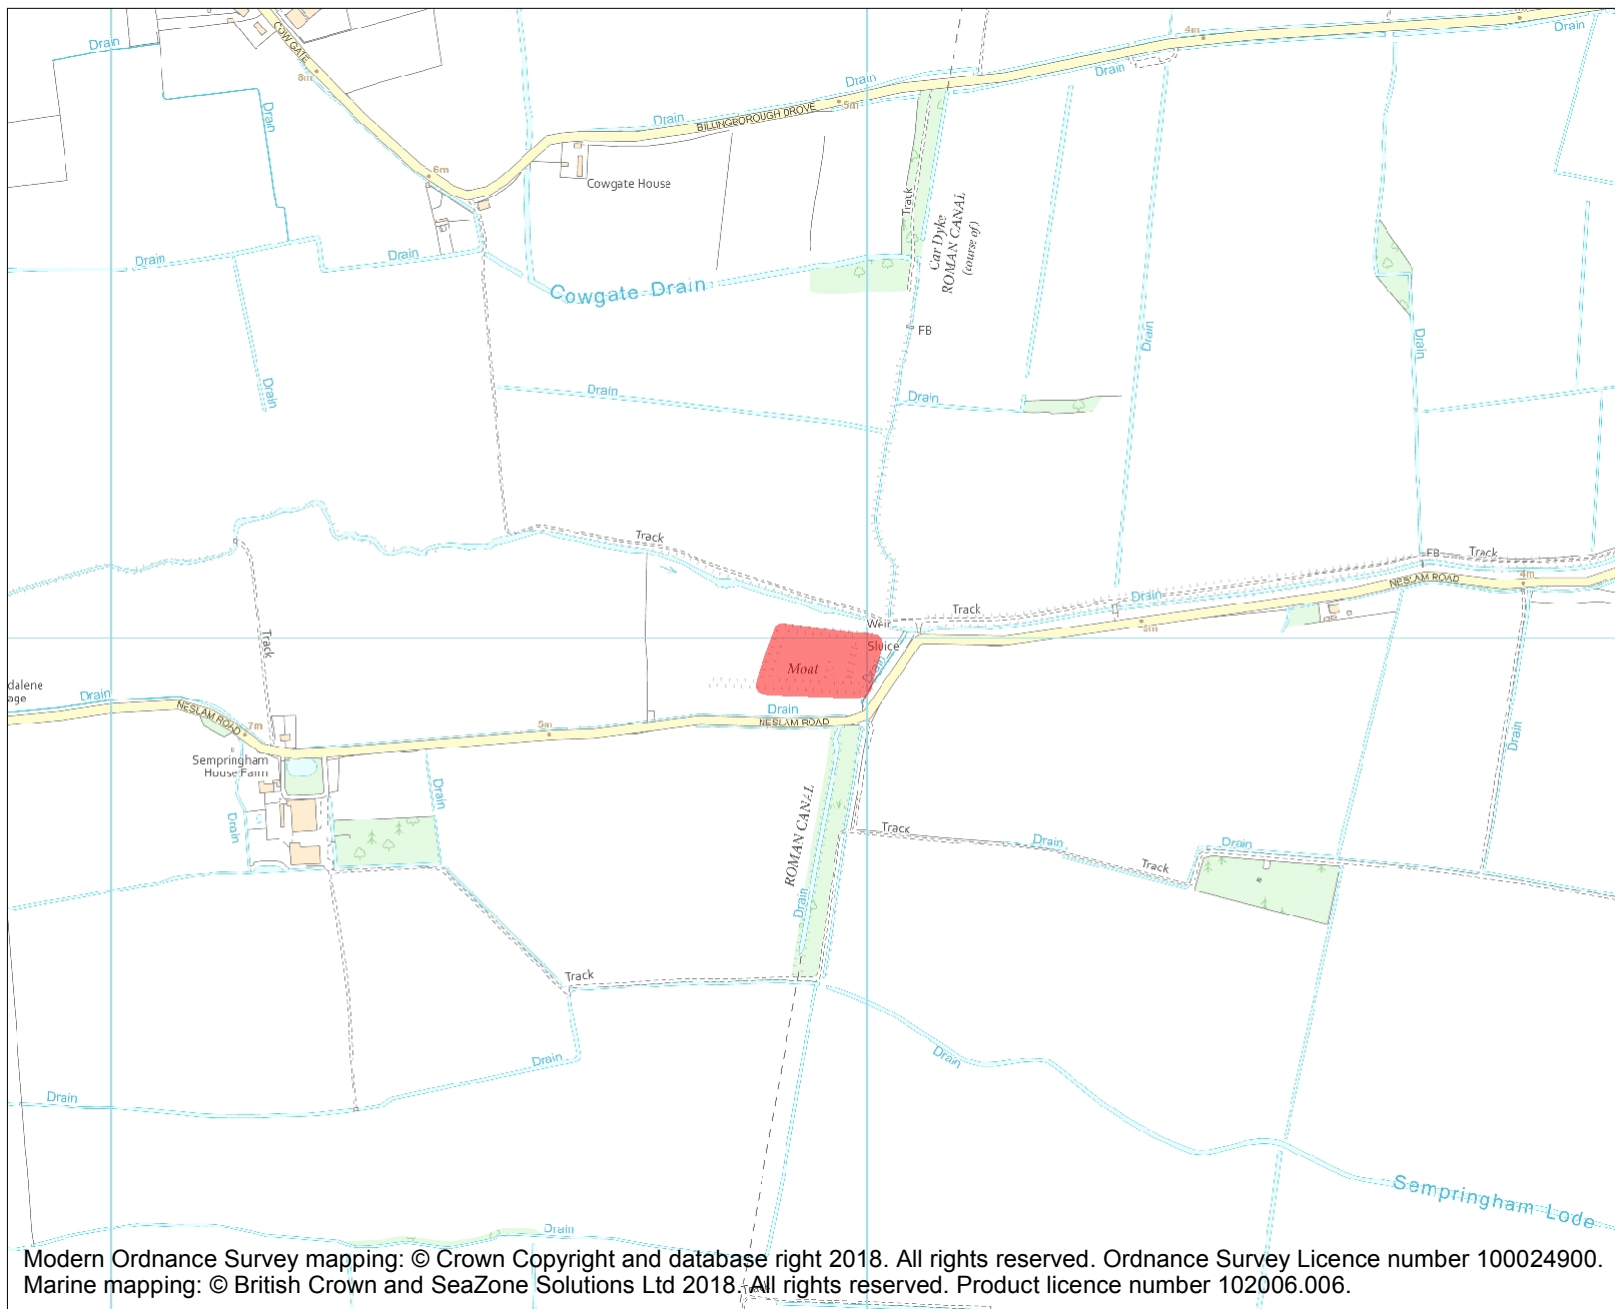 Drain
COW GATE
8m
Drain
4m
Drain
Drain
Drain
5m
BILLINGBOROUGH DROVE
Drain
Drain
6m
Cowgate House
Track
Car Dyke
ROMAN CANAL
(course of)
Drain
Drain
Cowgate Drain
FB
Drain
Drain
Drain
Drain
Drain
Track
FB
Track
NESLAM ROAD
4m
Drain
Track
Weir
6m
Sluice
Track
Moat
Drain
dalene
age
Drain
NESLAM ROAD
7m
5m
Drain
NESLAM ROAD
Drain
Sempringham
House Farm
Drain
Drain
ROMAN CANAL
Drain
Track
Drain
Track
Drain
Track
Drain
Drain
Drain
Sempringham Lode
Drain
Modern Ordnance Survey mapping: © Crown Copyright and database right 2018. All rights reserved. Ordnance Survey Licence number 100024900.
Marine mapping: © British Crown and SeaZone Solutions Ltd 2018. All rights reserved. Product licence number 102006.006.